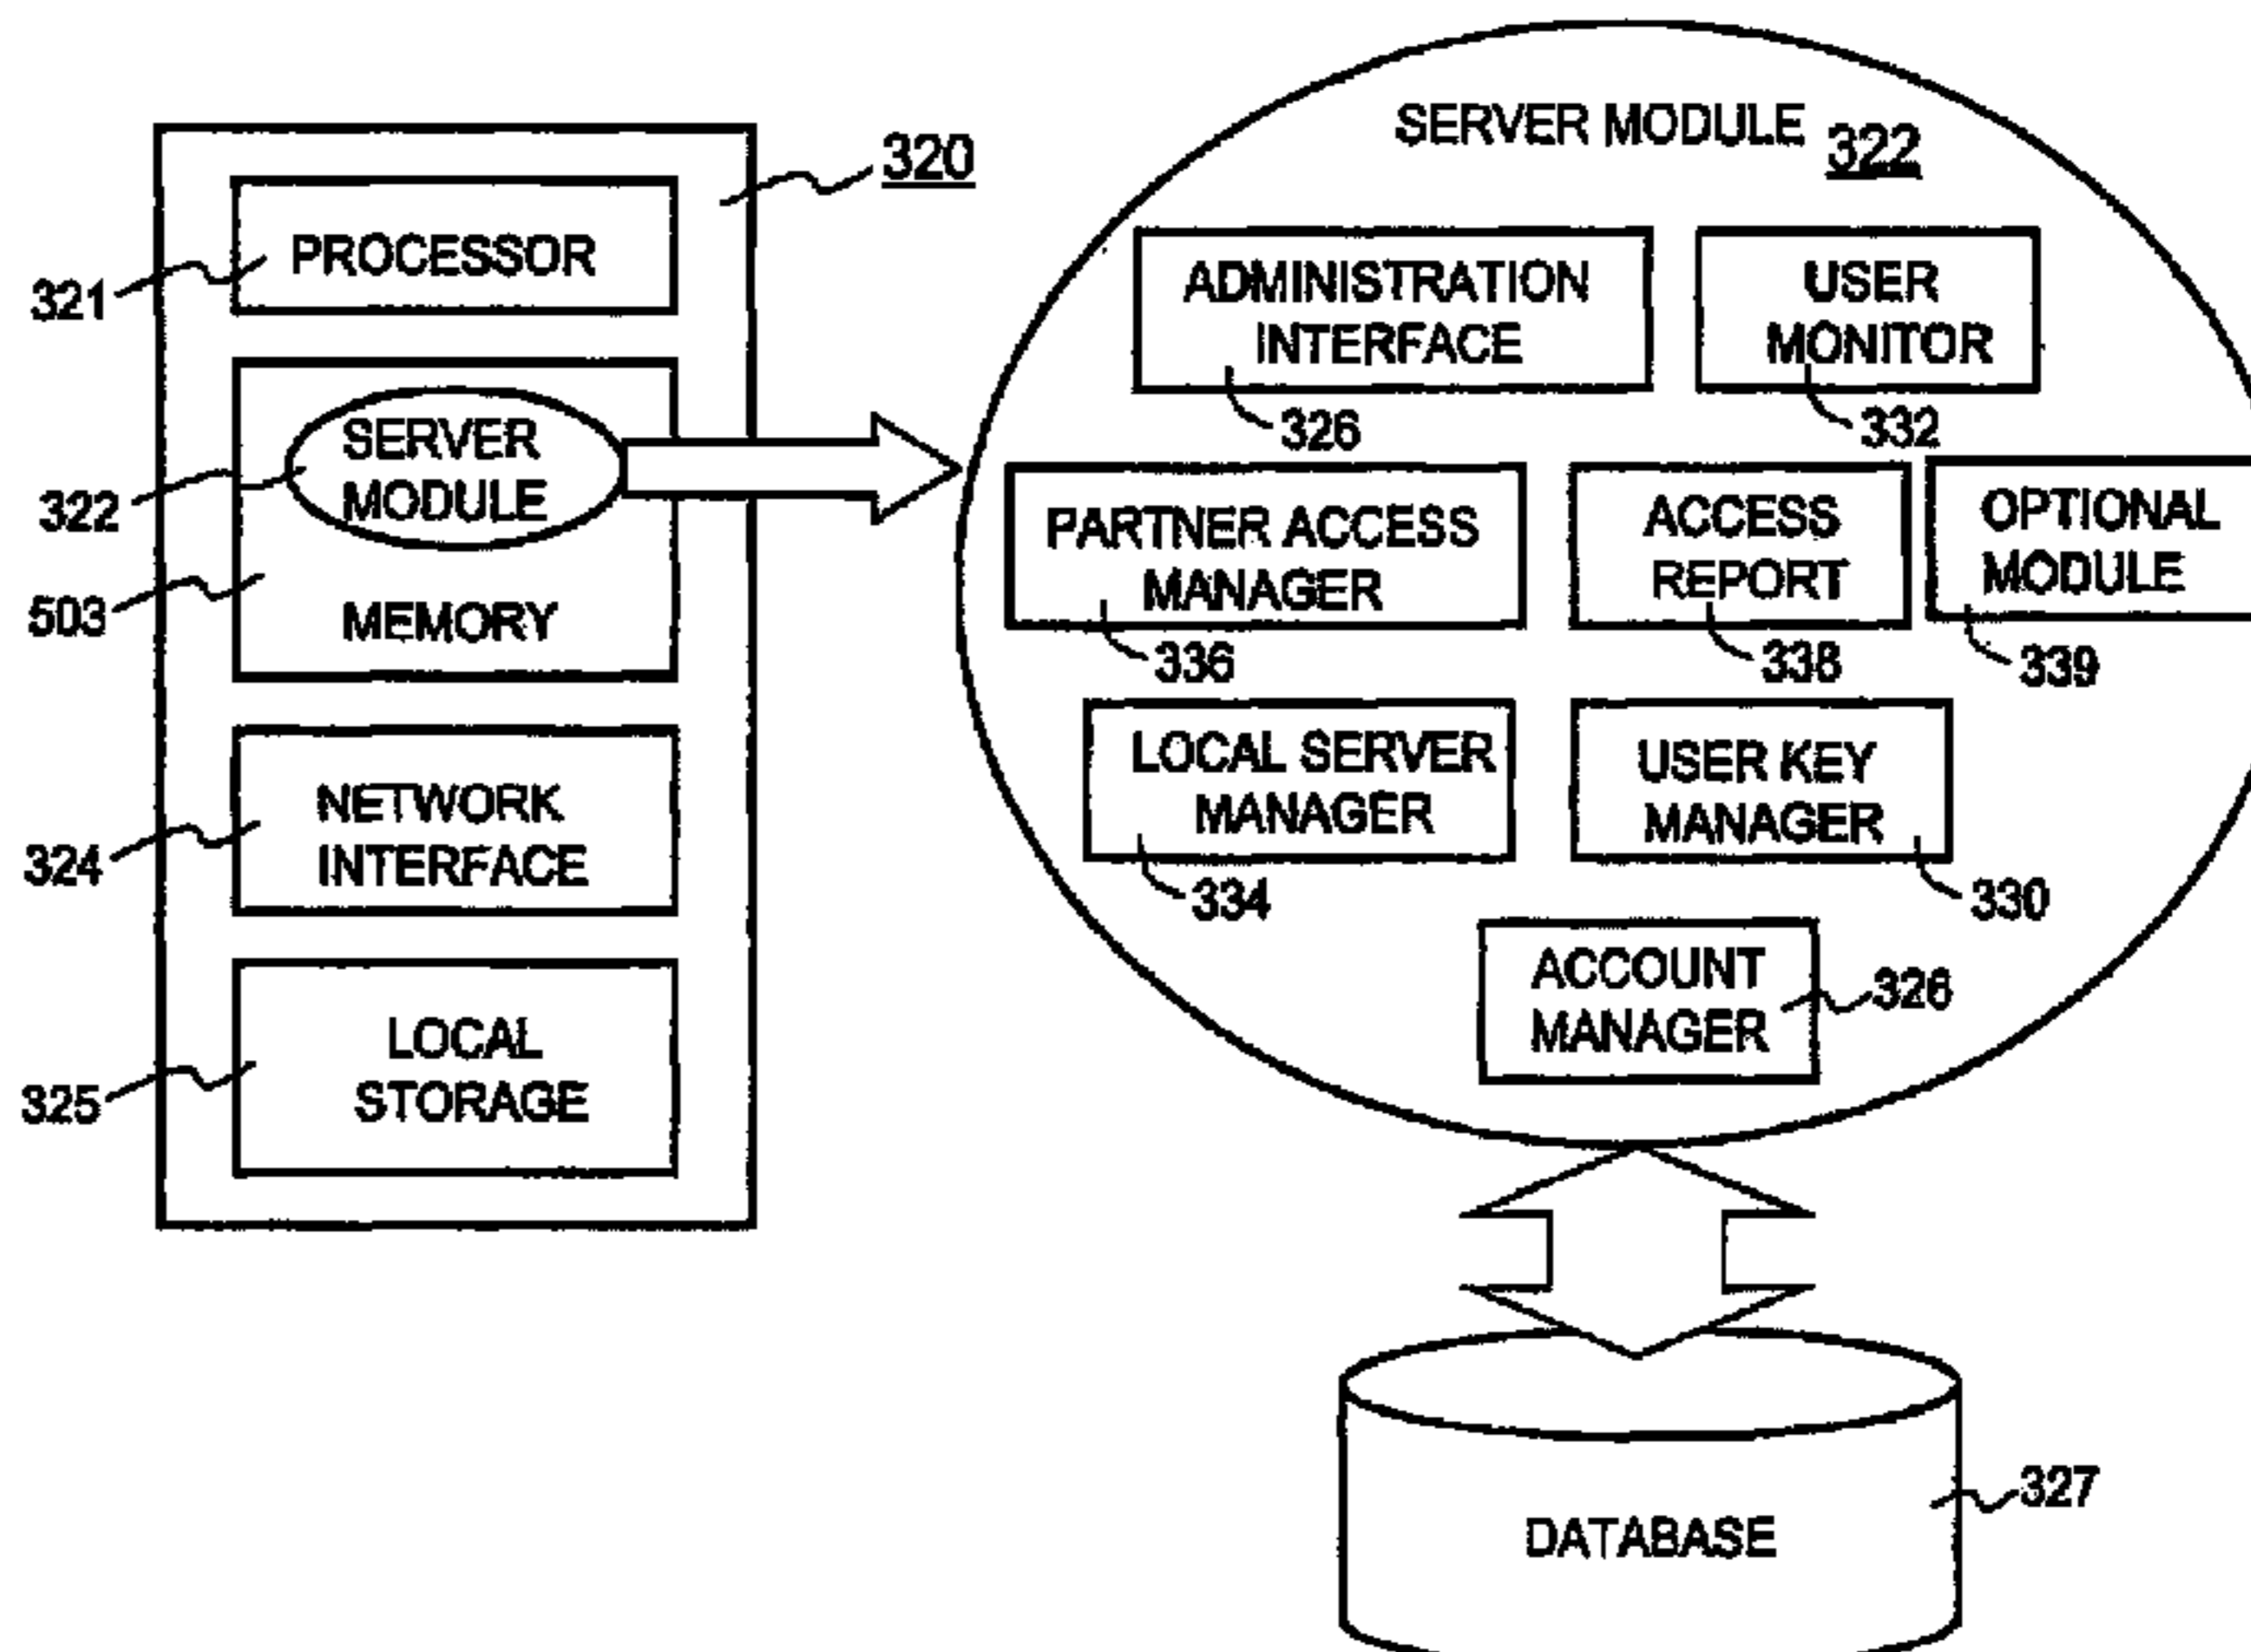 320
PROCESSOR
321
SERVER
MODULE
322
503
MEMORY
NETWORK
INTERFACE
324
LOCAL
STORAGE
325
SERVER MODULE 322
ADMINISTRATION
INTERFACE
326
USER
MONITOR
332
PARTNER ACCESS
MANAGER
336
ACCESS
REPORT
338
OPTIONAL
MODULE
339
LOCAL SERVER
MANAGER
334
USER KEY
MANAGER
330
ACCOUNT
MANAGER
326
DATABASE
327